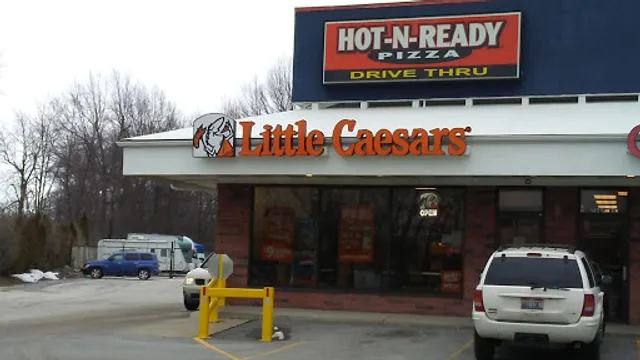 HOT-N-READY
PIZZA
DRIVE THRU
Little Caesars
OPEN